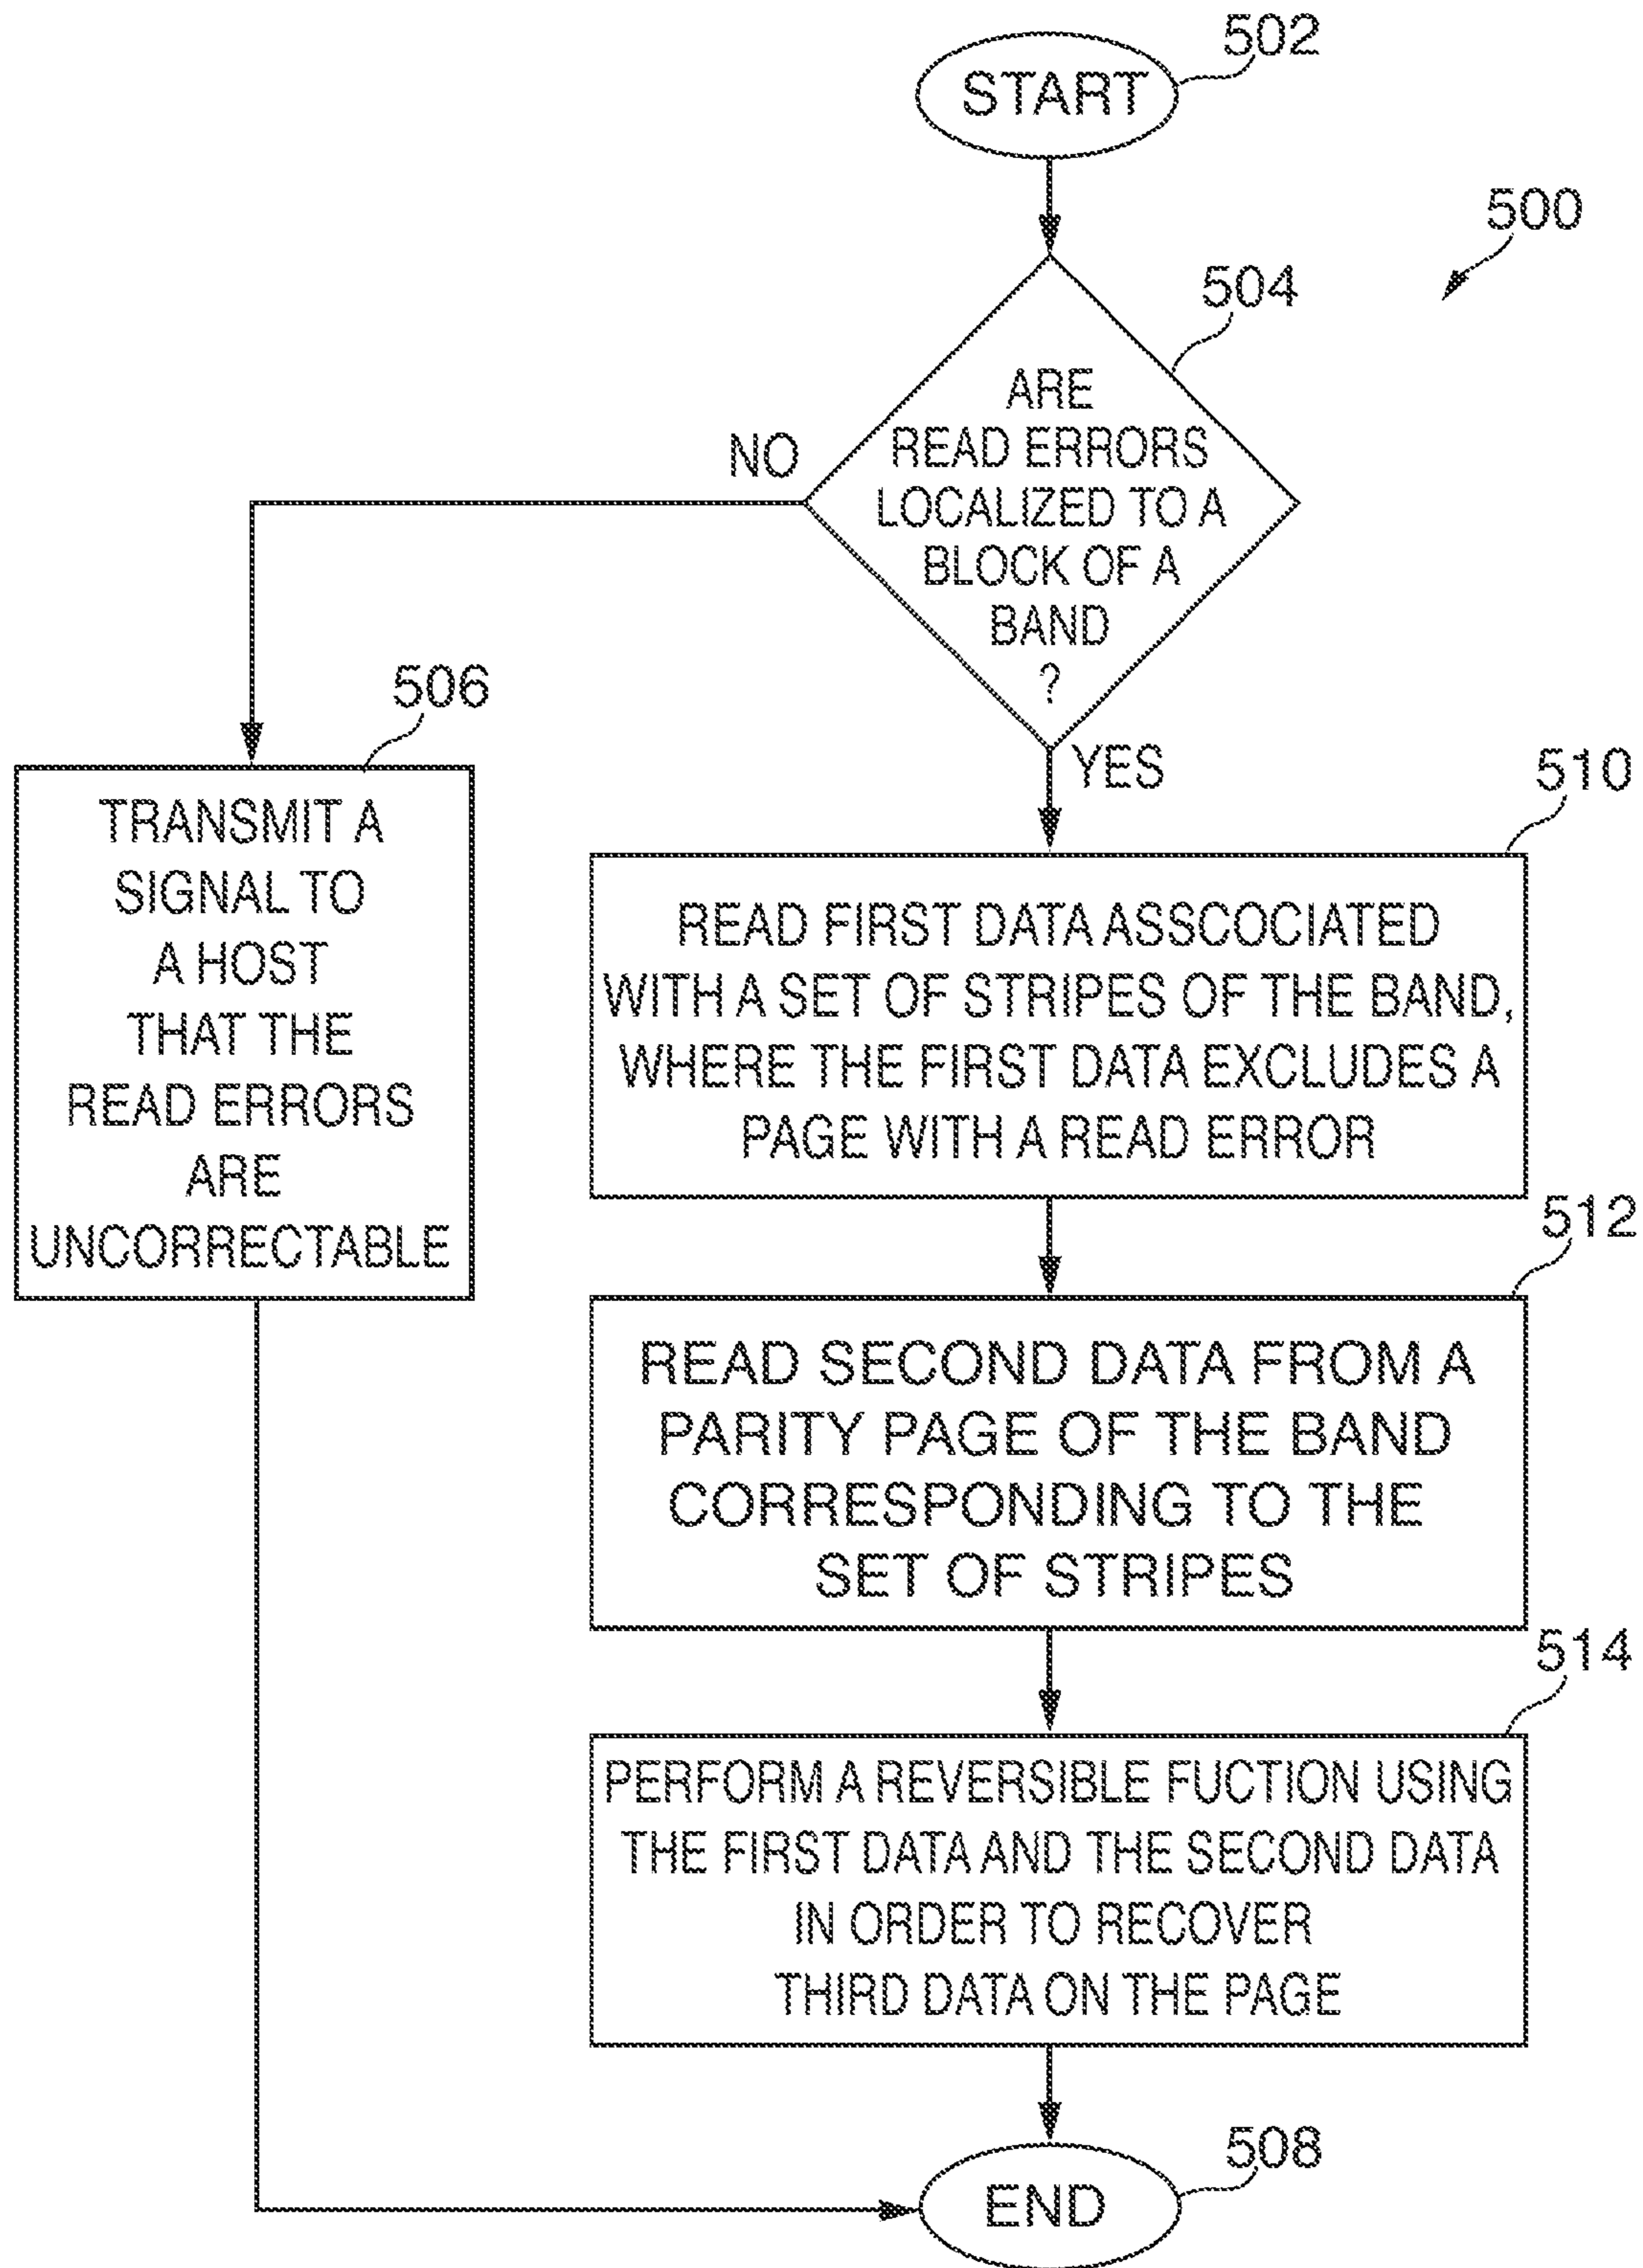 502
START
500
504
ARE
READ ERRORS
LOCALIZED TO A
BLOCK OF A
BAND
?
NO
YES
506
TRANSMIT A
SIGNAL TO
A HOST
THAT THE
READ ERRORS
ARE
UNCORRECTABLE
510
READ FIRST DATA ASSCOCIATED
WITH A SET OF STRIPES OF THE BAND,
WHERE THE FIRST DATA EXCLUDES A
PAGE WITH A READ ERROR
512
READ SECOND DATA FROM A
PARITY PAGE OF THE BAND
CORRESPONDING TO THE
SET OF STRIPES
514
PERFORM A REVERSIBLE FUCTION USING
THE FIRST DATA AND THE SECOND DATA
IN ORDER TO RECOVER
THIRD DATA ON THE PAGE
508
END